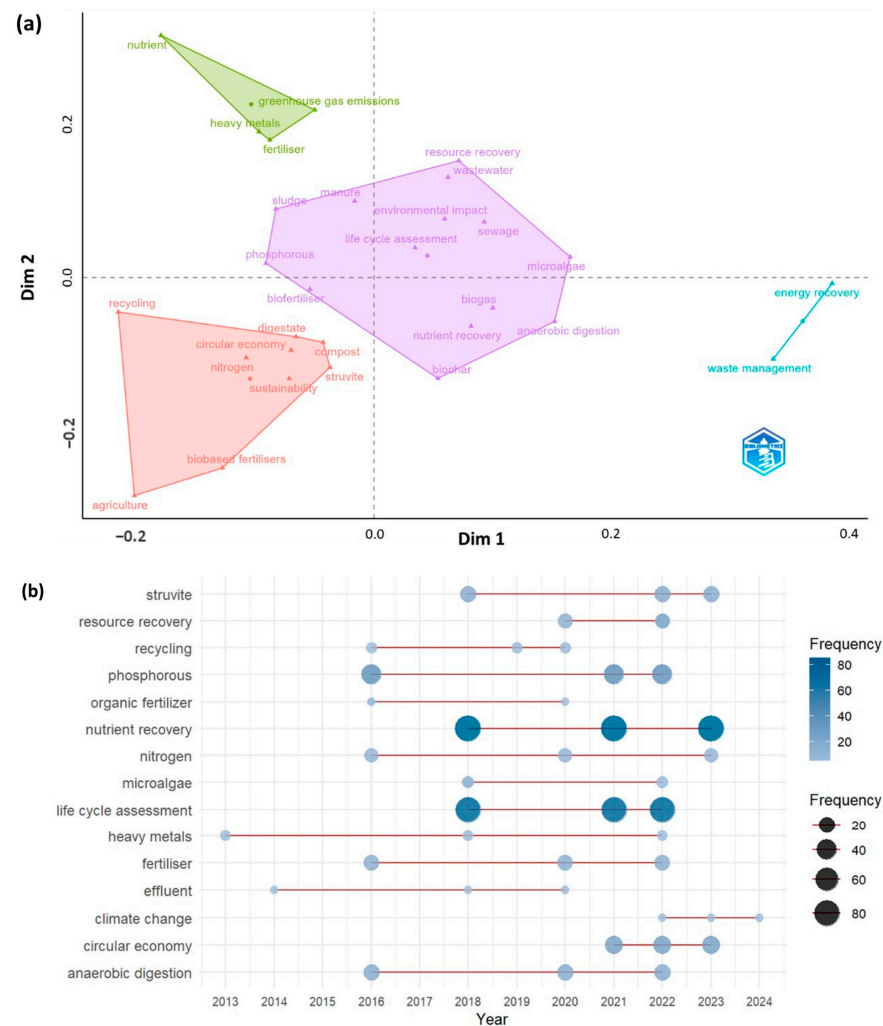 (a)
nutrient
greenhouse gas emissions
heavy metals
fertiliser
resource recovery
wastewater
manure
sludge
environmental impact
sewage
life cycle assessment
phosphorous
microalgae
biofertiliser
biogas
nutrient recovery
anaerobic digestion
biochar
energy recovery
waste management
recycling
digestate
circular economy
compost
nitrogen
struvite
sustainability
biobased fertilisers
agriculture
BIBLIOMETRIX
Dim 2
0.2
0.0
−0.2
−0.2
0.0
0.2
0.4
Dim 1
(b)
struvite
resource recovery
recycling
phosphorous
organic fertilizer
nutrient recovery
nitrogen
microalgae
life cycle assessment
heavy metals
fertiliser
effluent
climate change
circular economy
anaerobic digestion
2013 2014 2015 2016 2017 2018 2019 2020 2021 2022 2023 2024
Year
Frequency
80
60
40
20
Frequency
20
40
60
80